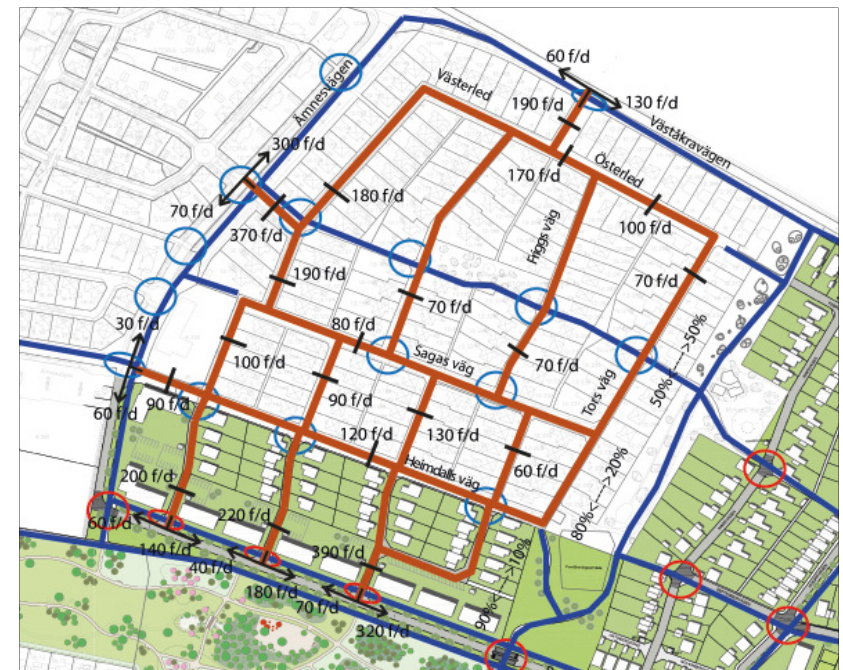 60 f/d
Västerled
190 f/d
130 f/d
Ämnesvägen
Väståkravägen
300 f/d
Österled
170 f/d
180 f/d
70 f/d
100 f/d
370 f/d
Friggs väg
190 f/d
70 f/d
70 f/d
30 f/d
80 f/d
50%<---->50%
100 f/d
Sagas väg
70 f/d
90 f/d
90 f/d
Tors väg
60 f/d
120 f/d
130 f/d
60 f/d
Heimdalls väg
80%<---->20%
200 f/d
220 f/d
60 f/d
140 f/d
390 f/d
40 f/d
90%<---->10%
180 f/d
70 f/d
320 f/d